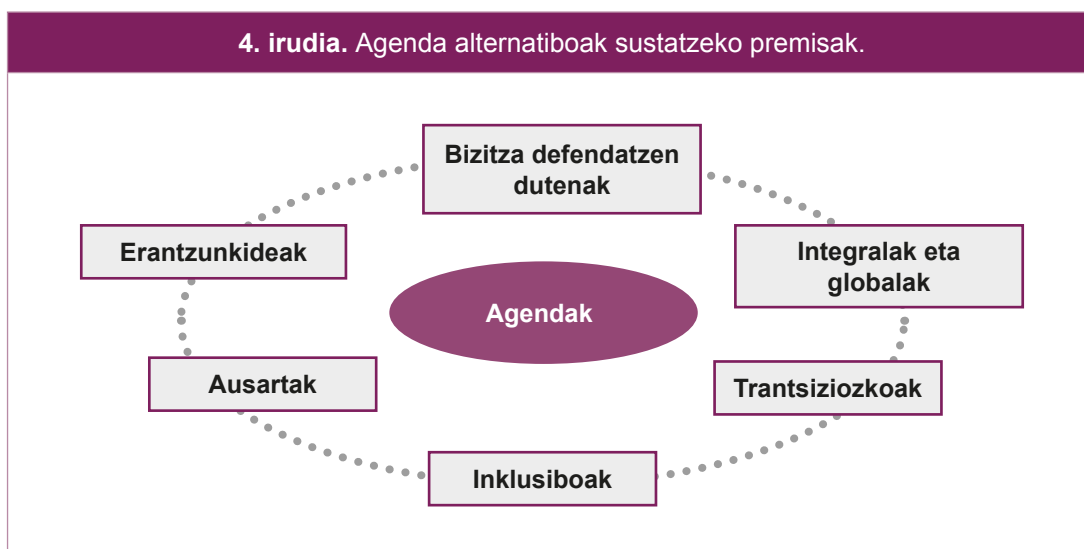 4. irudia. Agenda alternatiboak sustatzeko premisak.
Bizitza defendatzen
dutenak
Erantzunkideak
Integralak eta
globalak
Agendak
Ausartak
Trantsiziozkoak
Inklusiboak